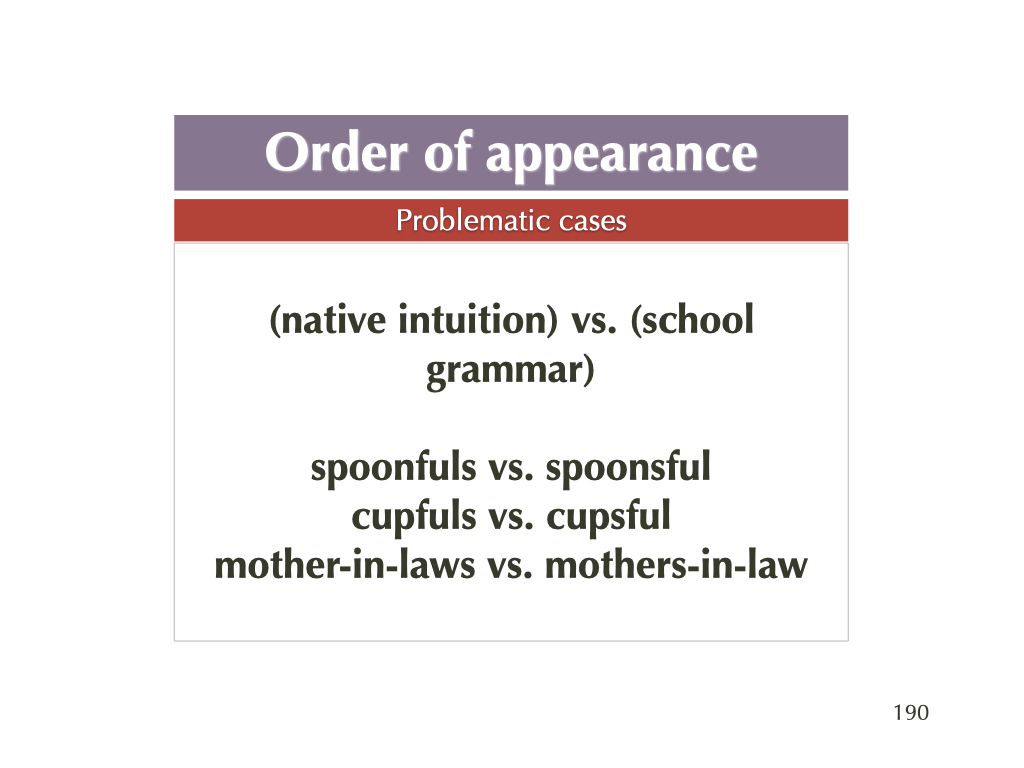 Order of appearance
Problematic cases
(native intuition) vs. (school
grammar)
spoonfuls vs. spoonsful
cupfuls vs. cupsful
mother-in-laws vs. mothers-in-law
190